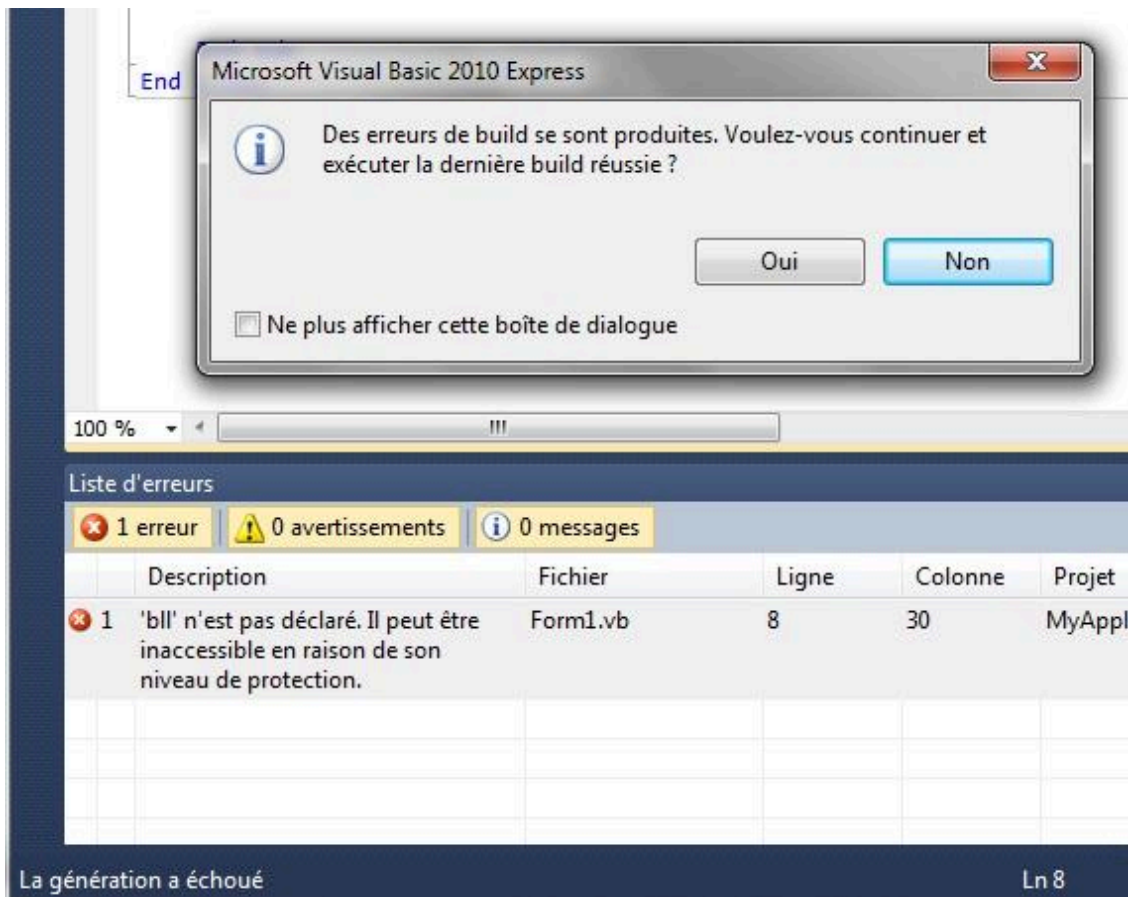 End
Microsoft Visual Basic 2010 Express
Des erreurs de build se sont produites. Voulez-vous continuer et
exécuter la dernière build réussie ?
Oui
Non
Ne plus afficher cette boîte de dialogue
100 %
Liste d'erreurs
1 erreur
0 avertissements
0 messages
Description
Fichier
Ligne
Colonne
Projet
1
'bll' n'est pas déclaré. Il peut être
inaccessible en raison de son
niveau de protection.
Form1.vb
8
30
MyAppl
La génération a échoué
Ln 8